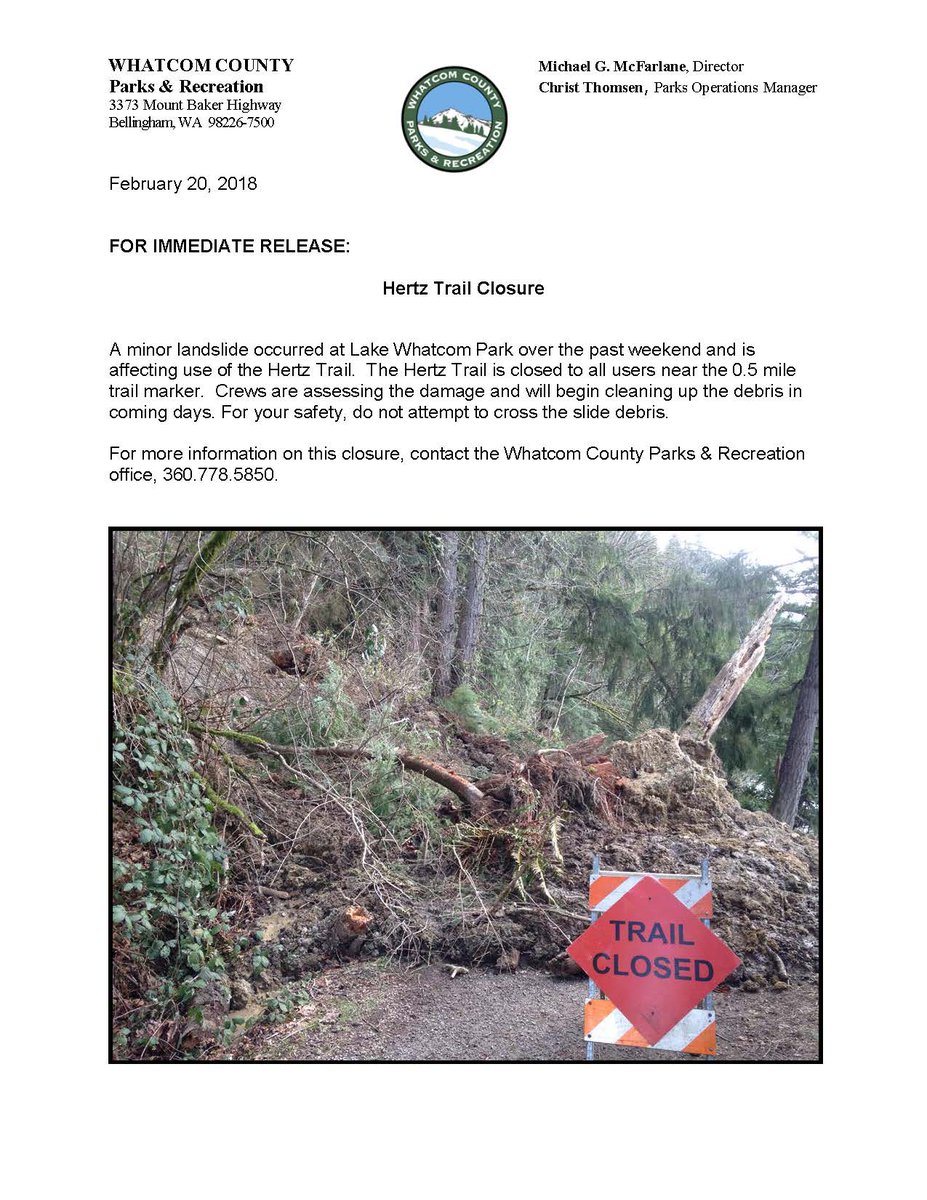 WHATCOM COUNTY
Parks & Recreation
3373 Mount Baker Highway
Bellingham, WA 98226-7500
WHATCOM COUNTY
PARKS & RECREATION
Michael G. McFarlane, Director
Christ Thomsen, Parks Operations Manager
February 20, 2018
FOR IMMEDIATE RELEASE:
Hertz Trail Closure
A minor landslide occurred at Lake Whatcom Park over the past weekend and is
affecting use of the Hertz Trail. The Hertz Trail is closed to all users near the 0.5 mile
trail marker. Crews are assessing the damage and will begin cleaning up the debris in
coming days. For your safety, do not attempt to cross the slide debris.
For more information on this closure, contact the Whatcom County Parks & Recreation
office, 360.778.5850.
TRAIL
CLOSED